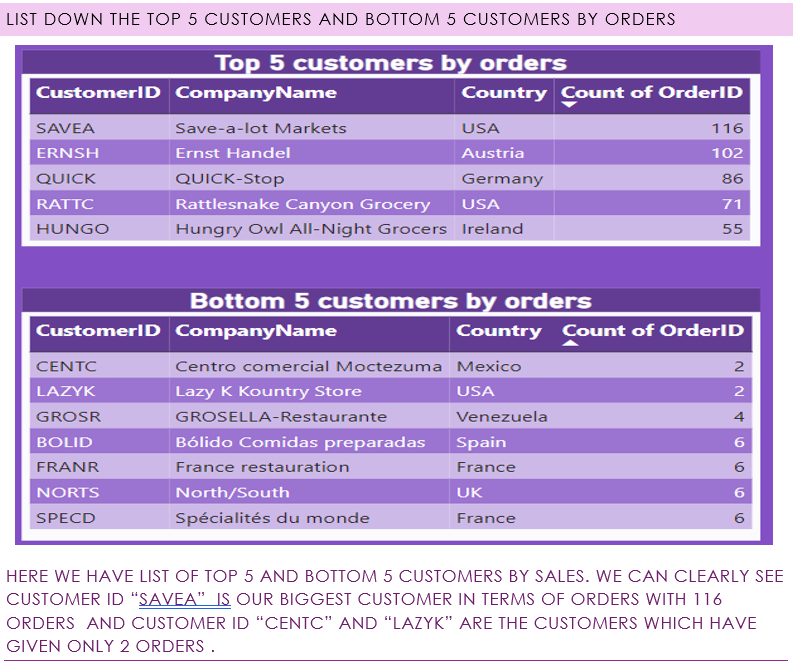 LIST DOWN THE TOP 5 CUSTOMERS AND BOTTOM 5 CUSTOMERS BY ORDERS
Top 5 customers by orders
CustomerID CompanyName Country Count of OrderID
SAVEA Save-a-lot Markets USA 116
ERNSH Ernst Handel Austria 102
QUICK QUICK-Stop Germany 86
RATTC Rattlesnake Canyon Grocery USA 71
HUNGO Hungry Owl All-Night Grocers Ireland 55
Bottom 5 customers by orders
CustomerID CompanyName Country Count of OrderID
CENTC Centro comercial Moctezuma Mexico 2
LAZYK Lazy K Kountry Store USA 2
GROSR GROSELLA-Restaurante Venezuela 4
BOLID Bólido Comidas preparadas Spain 6
FRANR France restauration France 6
NORTS North/South UK 6
SPECD Spécialités du monde France 6
HERE WE HAVE LIST OF TOP 5 AND BOTTOM 5 CUSTOMERS BY SALES. WE CAN CLEARLY SEE
CUSTOMER ID “SAVEA” IS OUR BIGGEST CUSTOMER IN TERMS OF ORDERS WITH 116
ORDERS AND CUSTOMER ID “CENTC” AND “LAZYK” ARE THE CUSTOMERS WHICH HAVE
GIVEN ONLY 2 ORDERS .